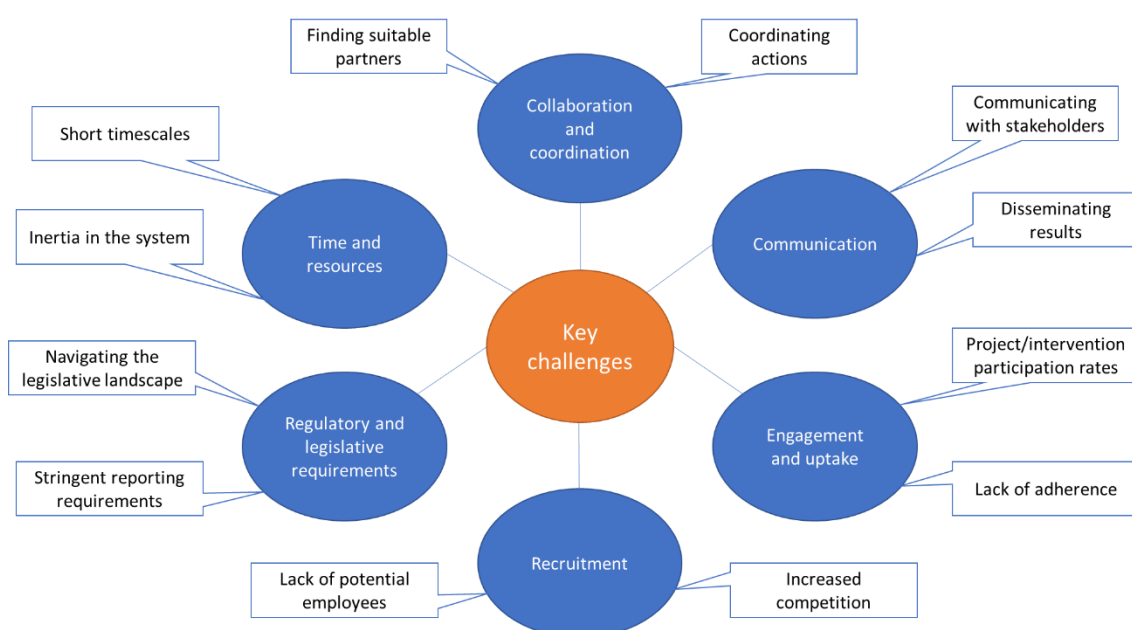 Finding suitable
partners
Coordinating
actions
Collaboration
and
coordination
Communicating
with stakeholders
Short timescales
Disseminating
results
Inertia in the system
Time and
resources
Communication
Key
challenges
Navigating the
legislative landscape
Project/intervention
participation rates
Regulatory and
legislative
requirements
Engagement
and uptake
Stringent reporting
requirements
Lack of adherence
Recruitment
Lack of potential
employees
Increased
competition